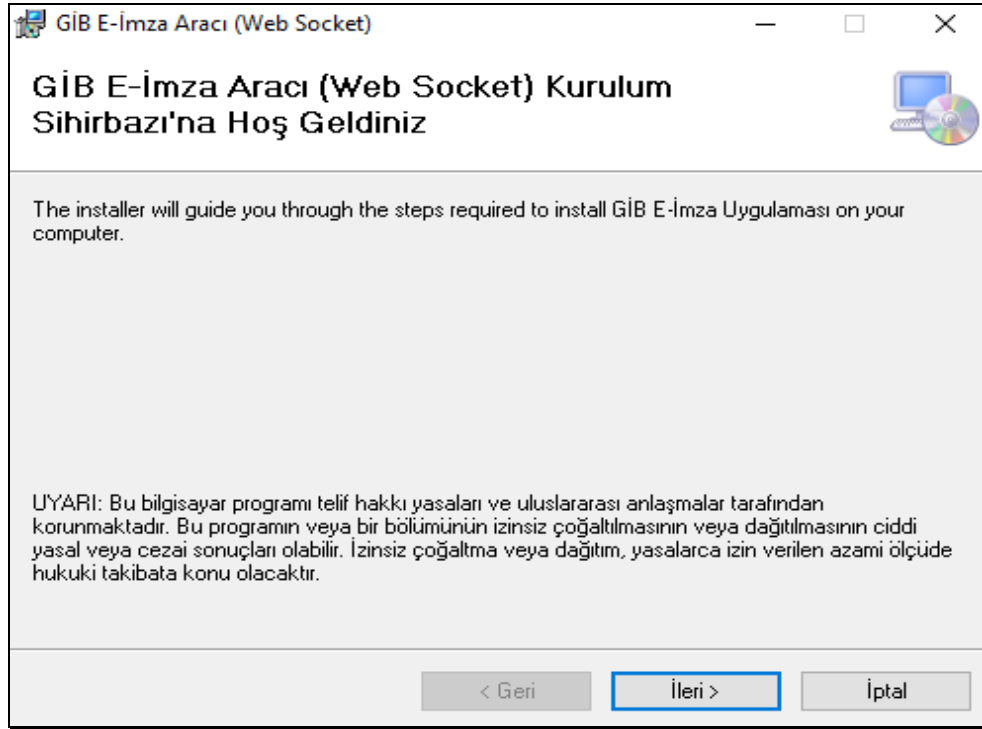 GİB E-İmza Aracı (Web Socket)
GİB E-İmza Aracı (Web Socket) Kurulum
Sihirbazı'na Hoş Geldiniz
The installer will guide you through the steps required to install GİB E-İmza Uygulaması on your
computer.
UYARI: Bu bilgisayar programı telif hakkı yasaları ve uluslararası anlaşmalar tarafından
korunmaktadır. Bu programın veya bir bölümünün izinsiz çoğaltılmasının veya dağıtılmasının ciddi
yasal veya cezai sonuçları olabilir. İzinsiz çoğaltma veya dağıtım, yasalarca izin verilen azami ölçüde
hukuki takibata konu olacaktır.
< Geri İleri > İptal